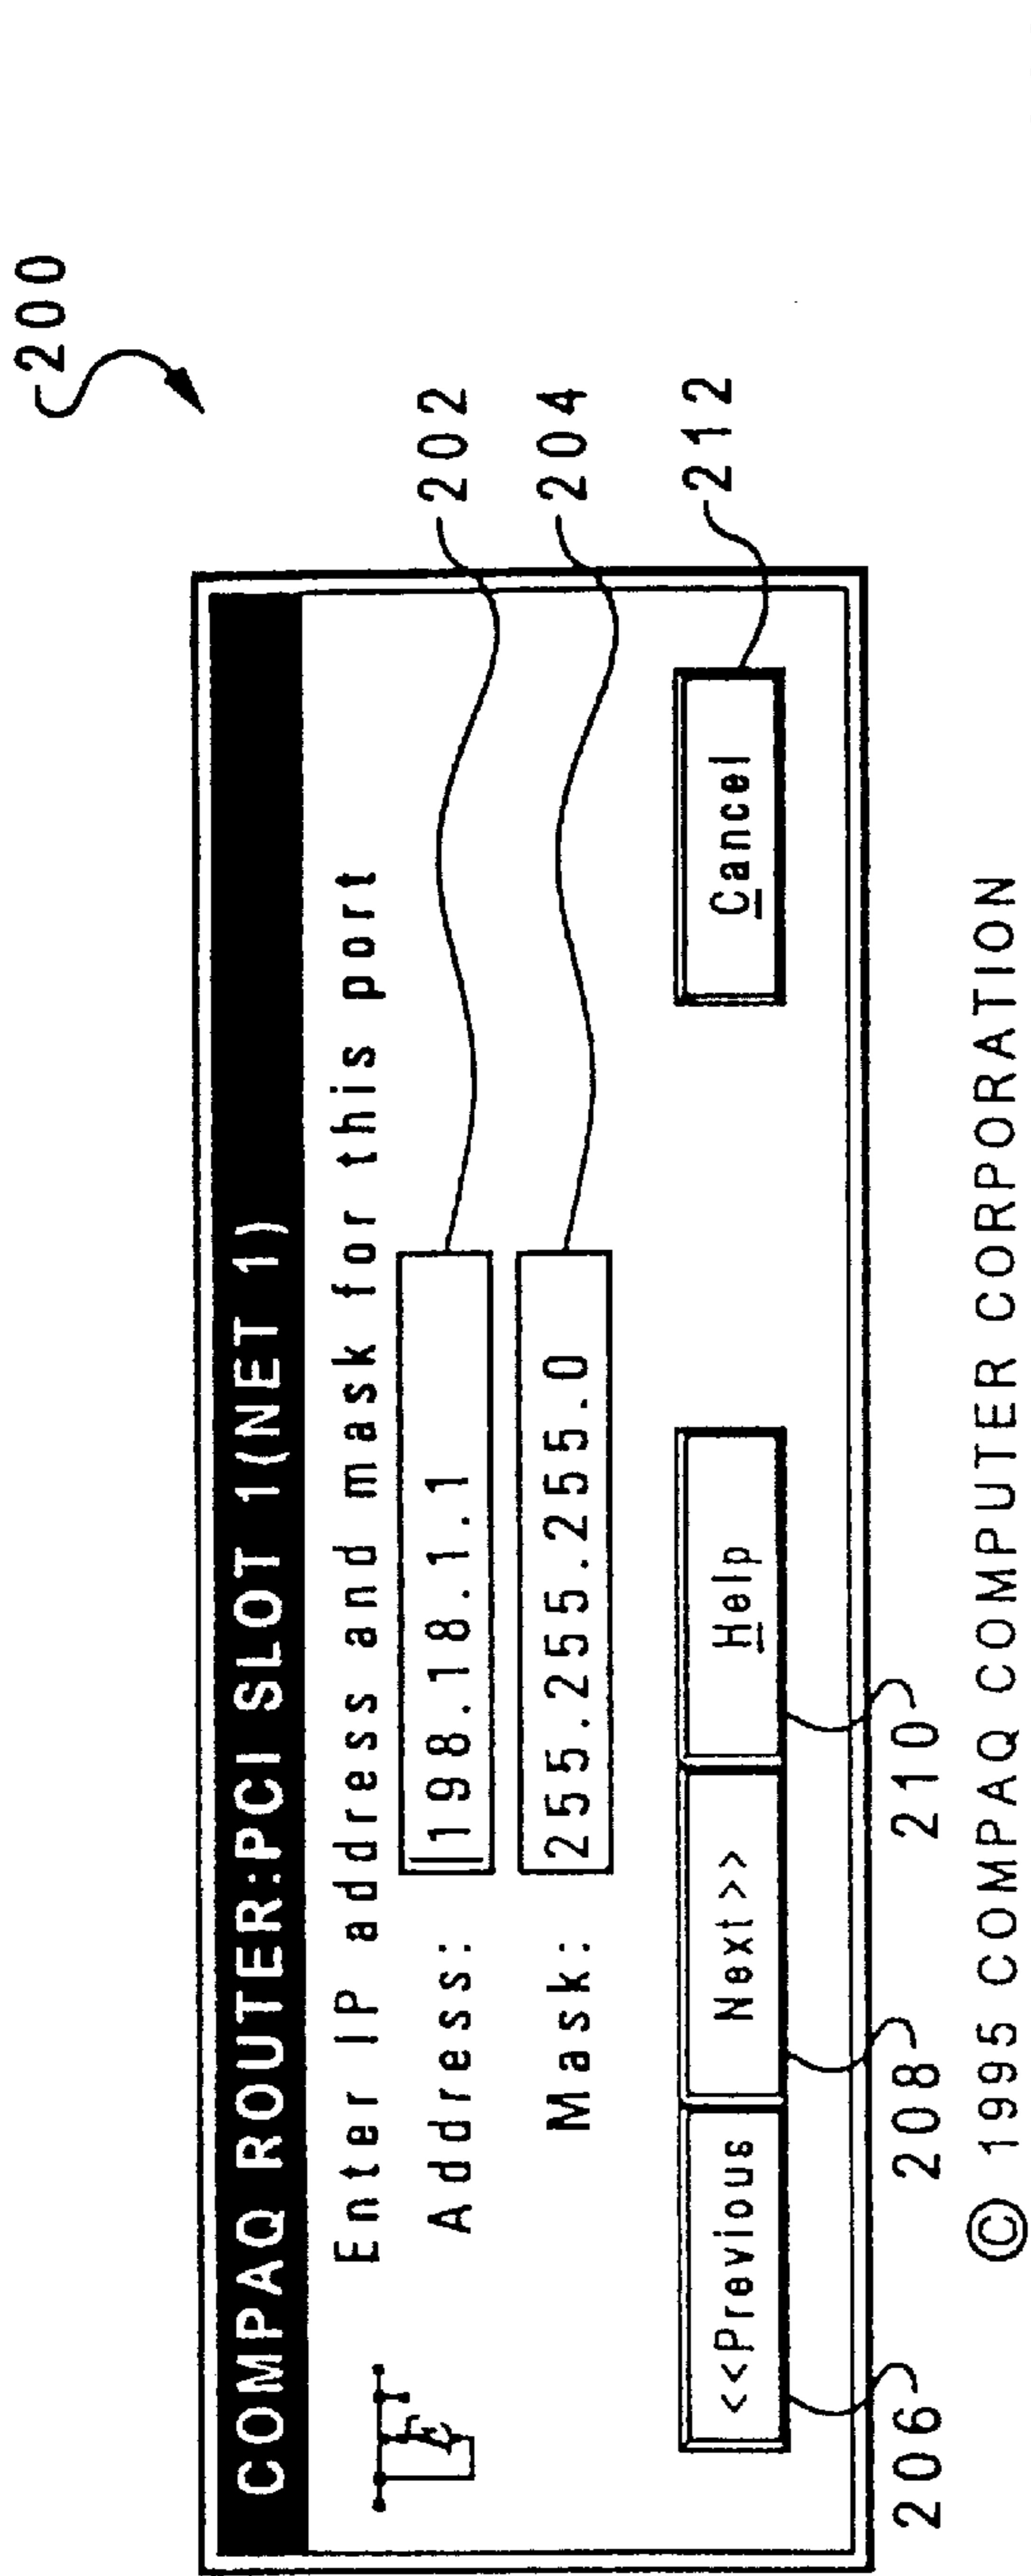 200
COMPAQ ROUTER:PCI SLOT 1(NET 1)
Enter IP address and mask for this port
Address: 198.18.1.1 202
Mask: 255.255.255.0 204
<<Previous Next>> Help Cancel 212
206 208 210
© 1995 COMPAQ COMPUTER CORPORATION